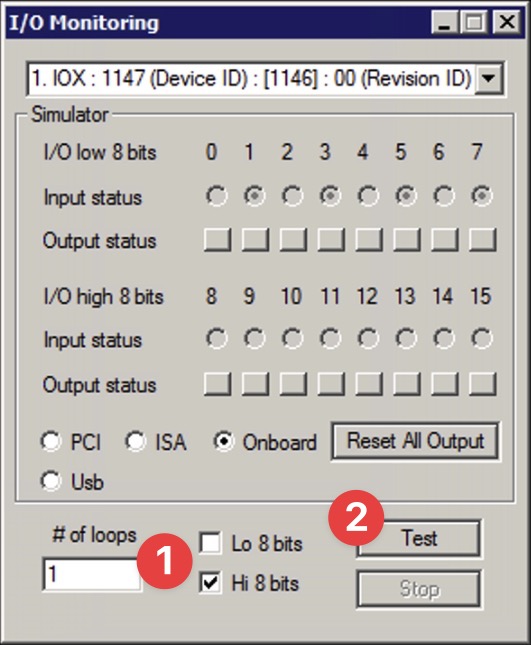 I/O Monitoring
1. IOX : 1147 (Device ID) : [1146] : 00 (Revision ID)
Simulator
I/O low 8 bits 0 1 2 3 4 5 6 7
Input status
Output status
I/O high 8 bits 8 9 10 11 12 13 14 15
Input status
Output status
PCI ISA Onboard Reset All Output
Usb
# of loops
1
1
Lo 8 bits
Hi 8 bits
2
Test
Stop